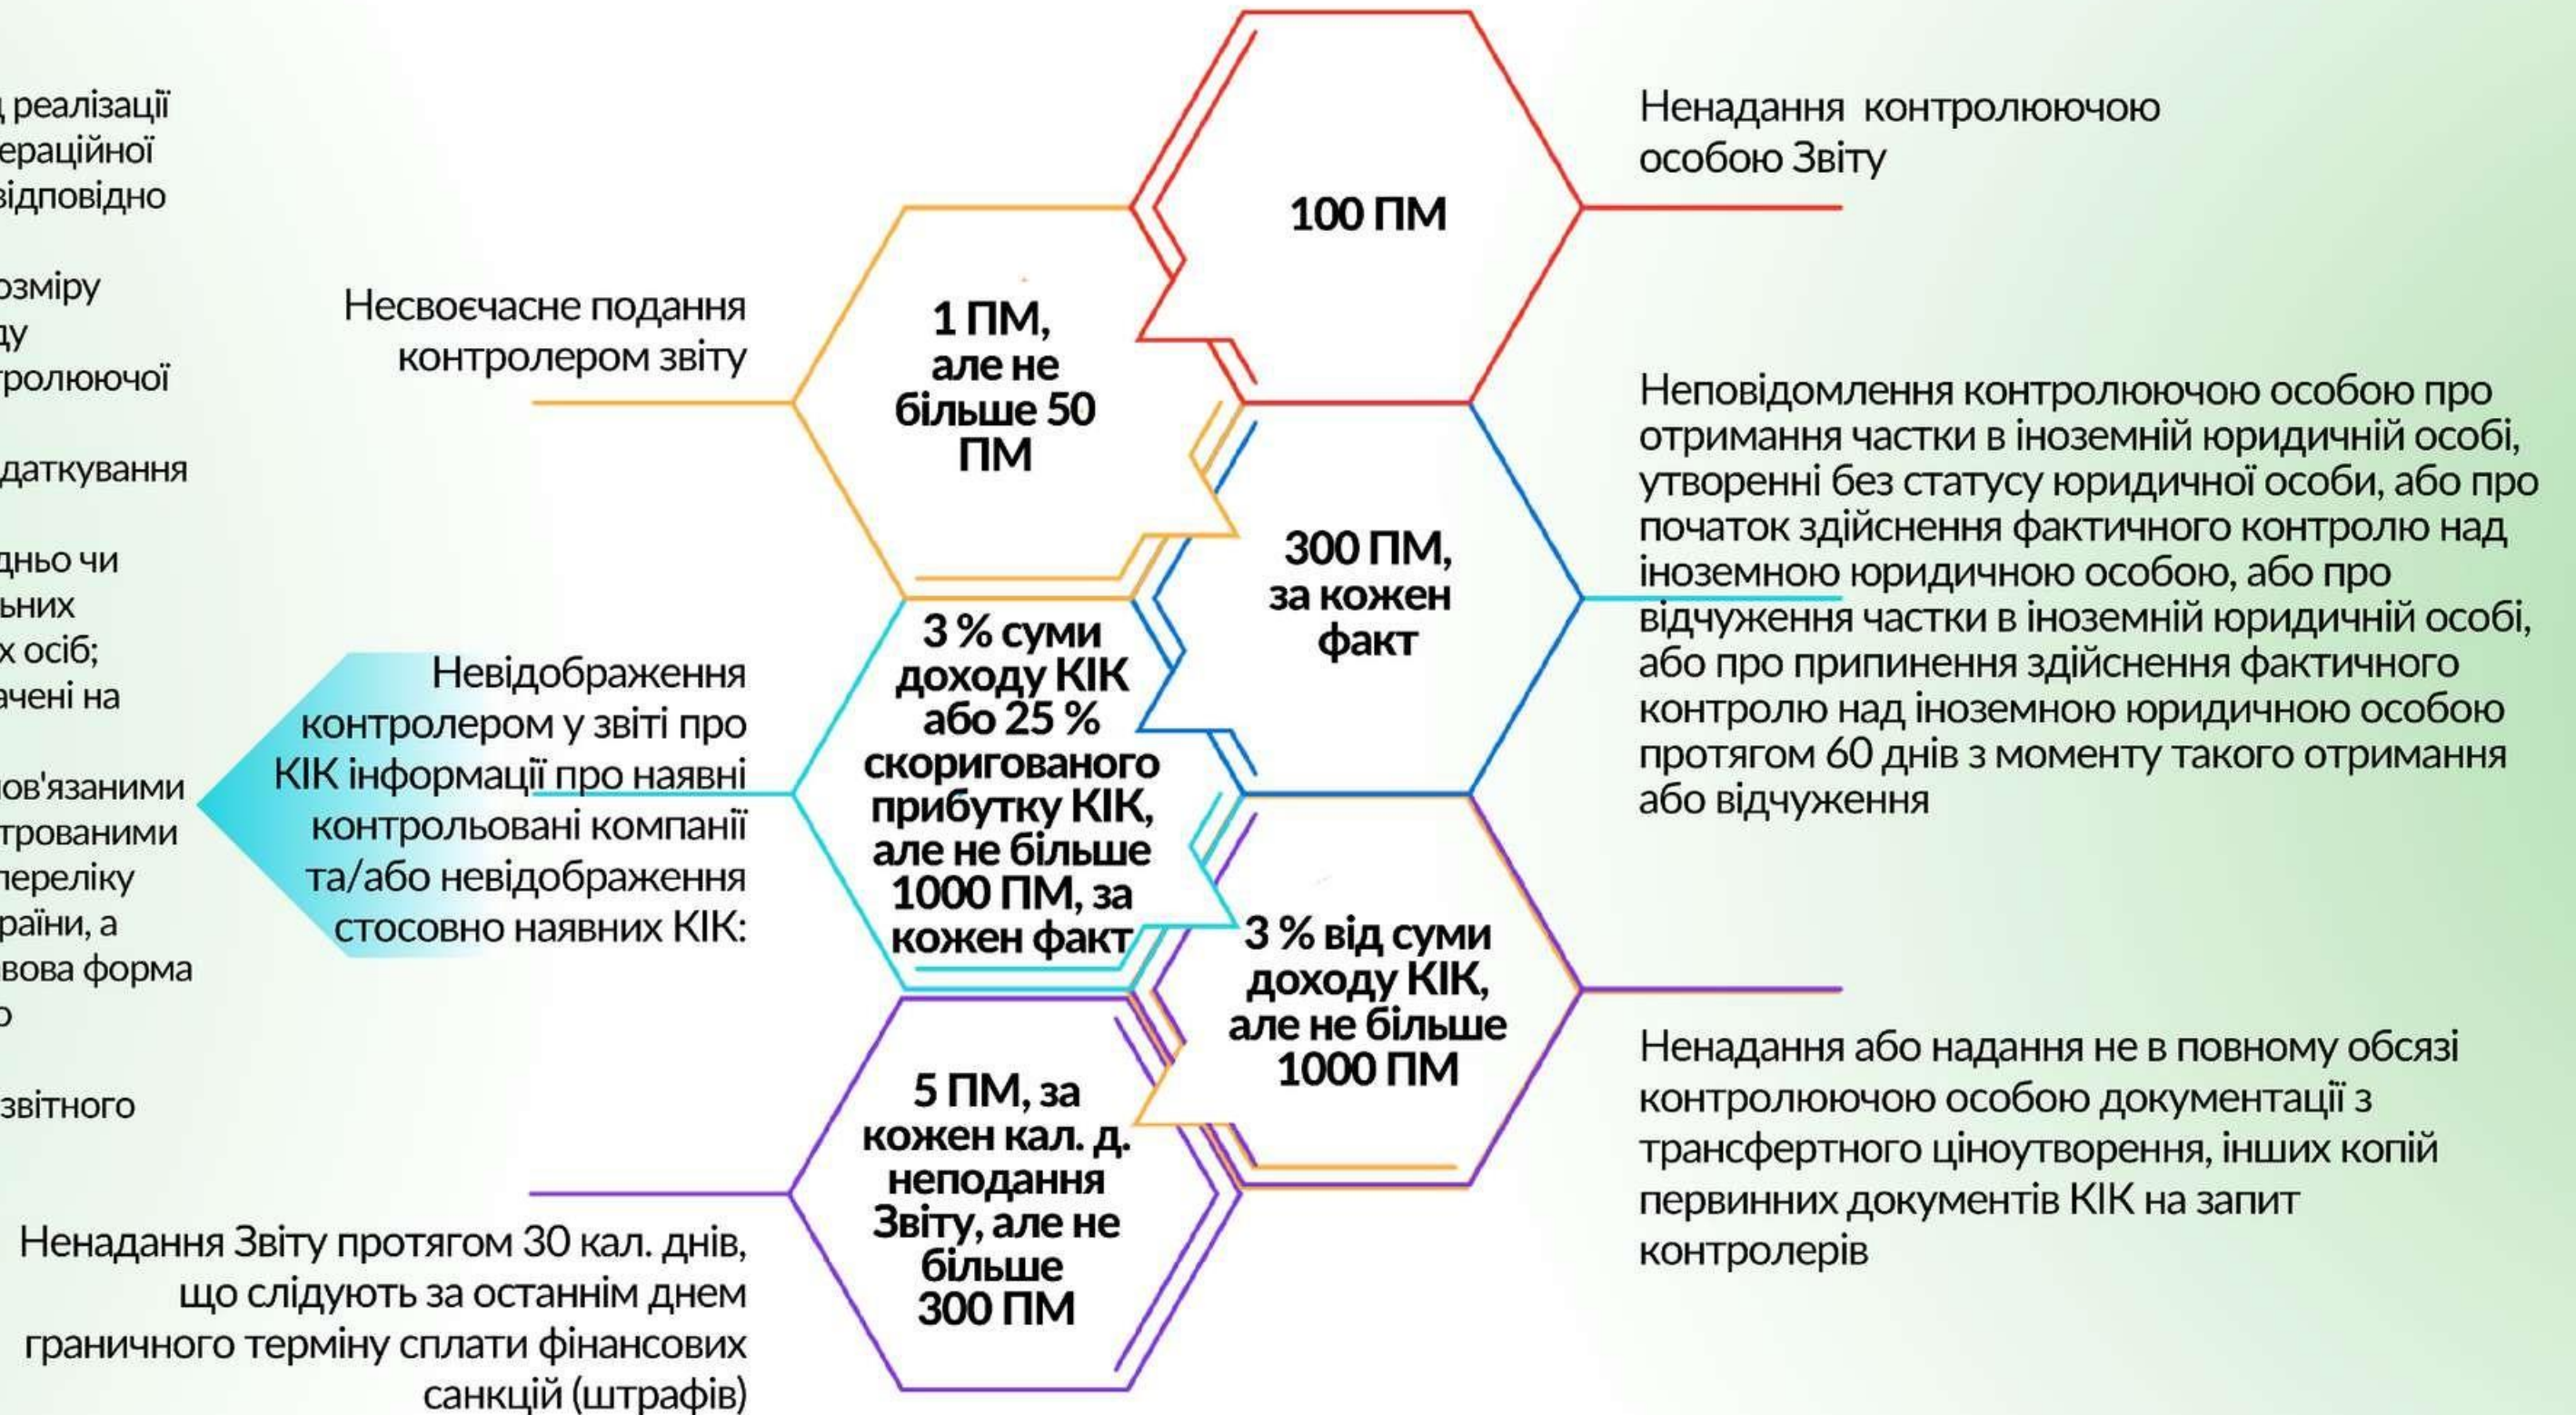 реалізації
відповідно
осіб;
на
переліку
а
форма
звітного
Несвоєчасне подання
контролером звіту
1 ПМ,
але не
більше 50
ПМ
100 ПМ
Ненадання контролюючою
особою Звіту
300 ПМ,
за кожен
факт
Неповідомлення контролюючою особою про
отримання частки в іноземній юридичній особі,
утворенні без статусу юридичної особи, або про
початок здійснення фактичного контролю над
іноземною юридичною особою, або про
відчуження частки в іноземній юридичній особі,
або про припинення здійснення фактичного
контролю над іноземною юридичною особою
протягом 60 днів з моменту такого отримання
або відчуження
Невідображення
контролером у звіті про
КІК інформації про наявні
контрольовані компанії
та/або невідображення
стосовно наявних КІК:
3 % суми
доходу КІК
або 25 %
скоригованого
прибутку КІК,
але не більше
1000 ПМ, за
кожен факт
3 % від суми
доходу КІК,
але не більше
1000 ПМ
Ненадання або надання не в повному обсязі
контролюючою особою документації з
трансфертного ціноутворення, інших копій
первинних документів КІК на запит
контролерів
5 ПМ, за
кожен кал. д.
неподання
Звіту, але не
більше
300 ПМ
Ненадання Звіту протягом 30 кал. днів,
що слідують за останнім днем
граничного терміну сплати фінансових
санкцій (штрафів)